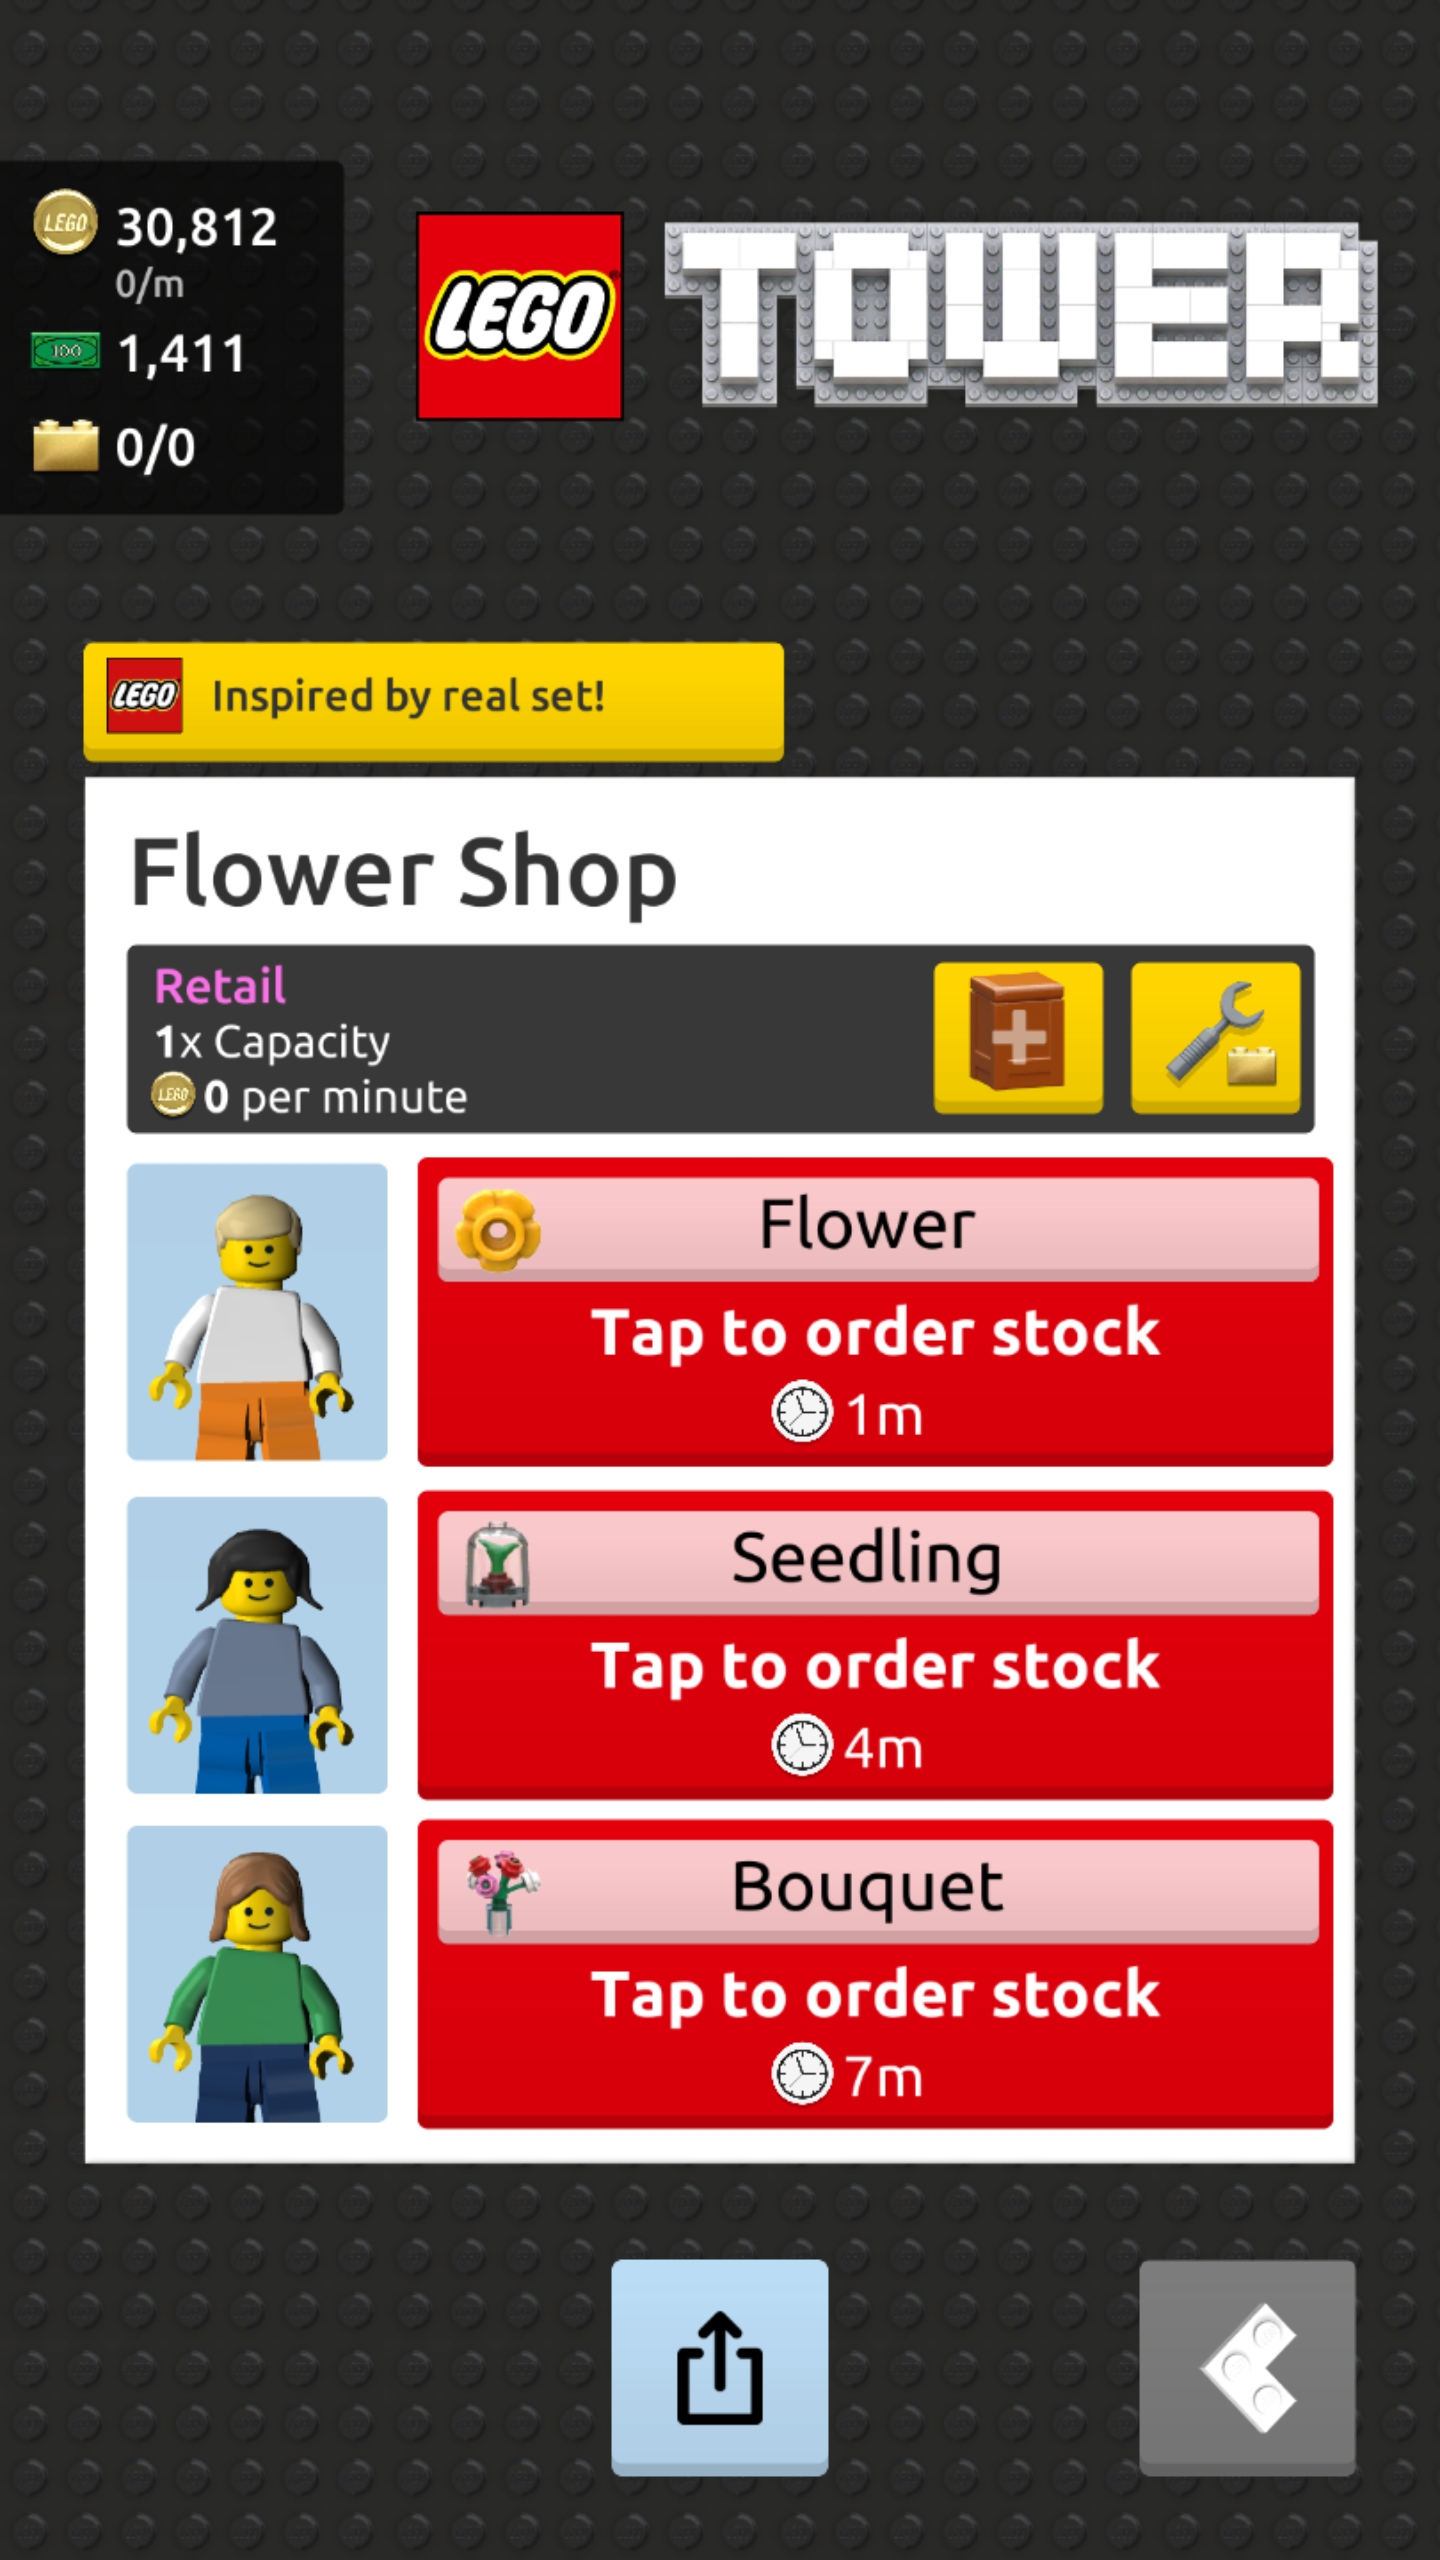 LEGO
30,812
0/m
100
1,411
0/0
LEGO
TOWER
LEGO
Inspired by real set!
Flower Shop
Retail
1x Capacity
LEGO
0 per minute
Flower
Tap to order stock
1m
Seedling
Tap to order stock
4m
Bouquet
Tap to order stock
7m